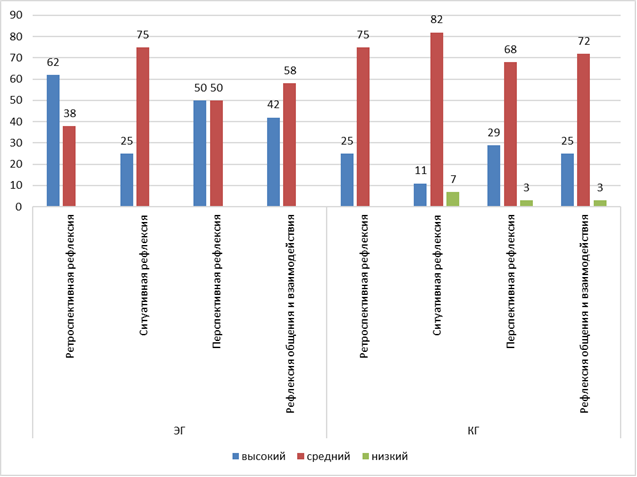 90
80
70
60
50
40
30
20
10
0
62
38
25
75
50
50
42
58
25
75
11
82
7
29
68
3
25
72
3
Ретроспективная рефлексия
Ситуативная рефлексия
Перспективная рефлексия
Рефлексия общения и взаимодействия
Ретроспективная рефлексия
Ситуативная рефлексия
Перспективная рефлексия
Рефлексия общения и взаимодействия
ЭГ
КГ
высокий
средний
низкий